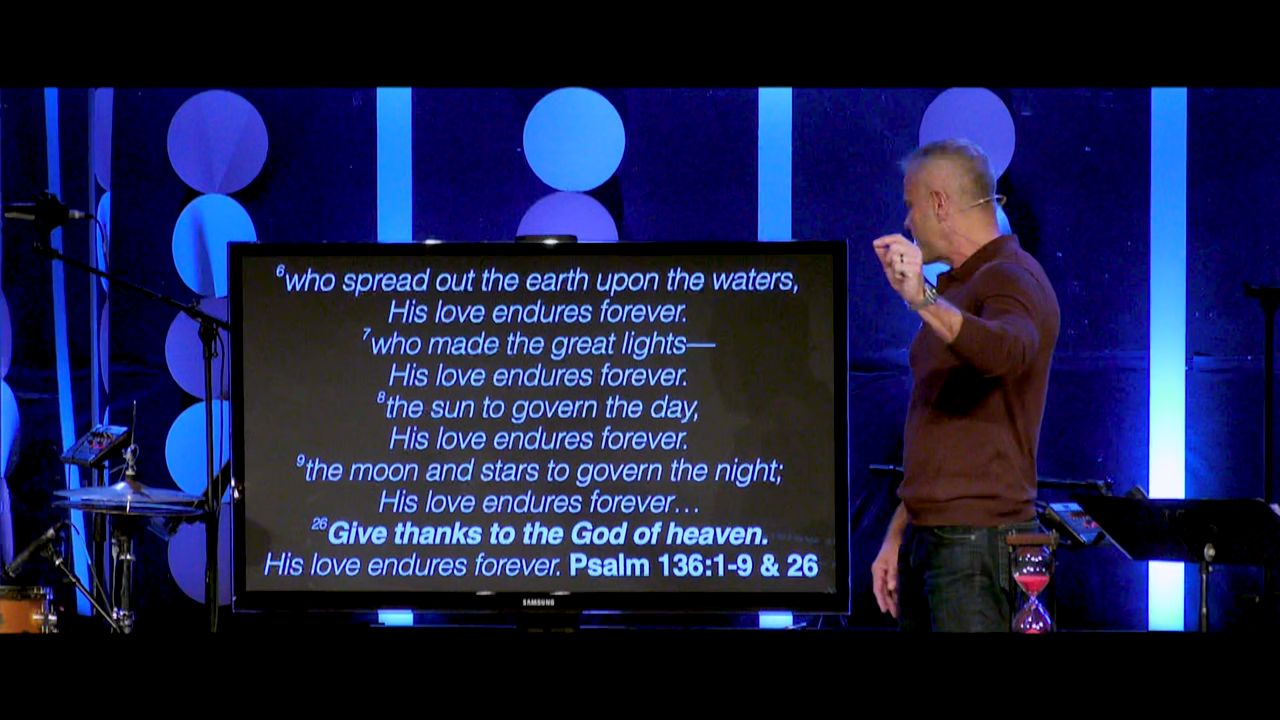 ⁶who spread out the earth upon the waters,
His love endures forever.
⁷who made the great lights—
His love endures forever.
⁸the sun to govern the day,
His love endures forever.
⁹the moon and stars to govern the night;
His love endures forever…
²⁶Give thanks to the God of heaven.
His love endures forever. Psalm 136:1-9 & 26
SAMSUNG